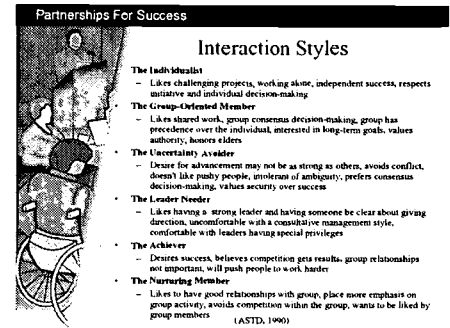 Partnerships For Success
Interaction Styles
• The Individualist
– Likes challenging projects, working alone, independent success, respects
initiative and individual decision-making
• The Group-Oriented Member
– Likes shared work, group consensus decision-making, group has
precedence over the individual, interested in long-term goals, values
authority, honors elders
• The Uncertainty Avoider
– Desire for advancement may not be as strong as others, avoids conflict,
doesn't like pushy people, intolerant of ambiguity, prefers consensus
decision-making, values security over success
• The Leader Needer
– Likes having a strong leader and having someone be clear about giving
direction, uncomfortable with a consultative management style,
comfortable with leaders having special privileges
• The Achiever
– Desires success, believes competition gets results, group relationships
not important, will push people to work harder
• The Nurturing Member
– Likes to have good relationships with group, place more emphasis on
group activity, avoids competition within the group, wants to be liked by
group members
(ASTD, 1990)